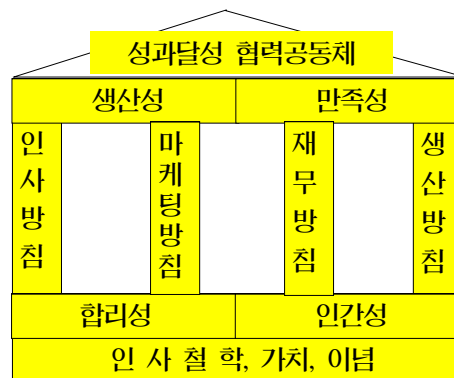 성과달성 협력공동체
생산성
만족성
인사방침
마케팅방침
재무방침
생산방침
합리성
인간성
인 사 철 학, 가치, 이념